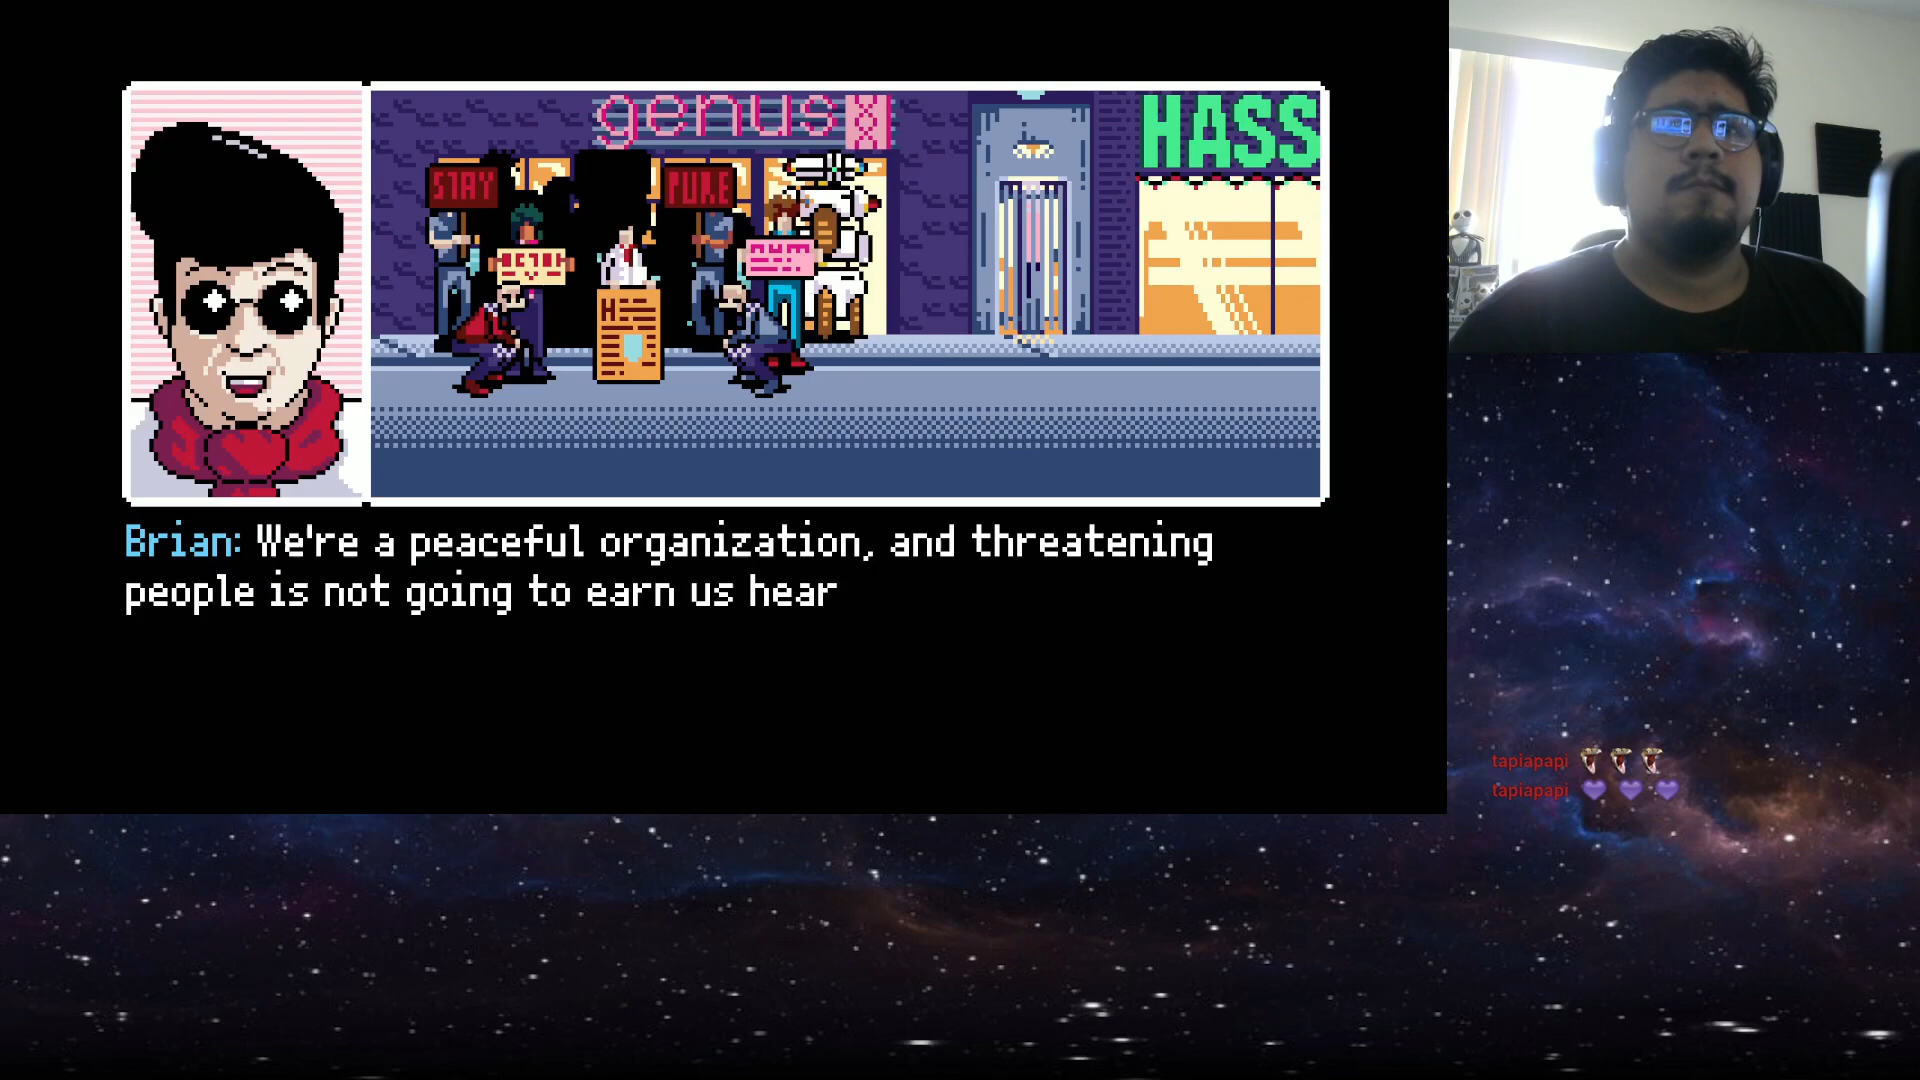 genus
HASS
STAY
PURE
Brian: We're a peaceful organization, and threatening
people is not going to earn us hear
tapiapapi
tapiapapi